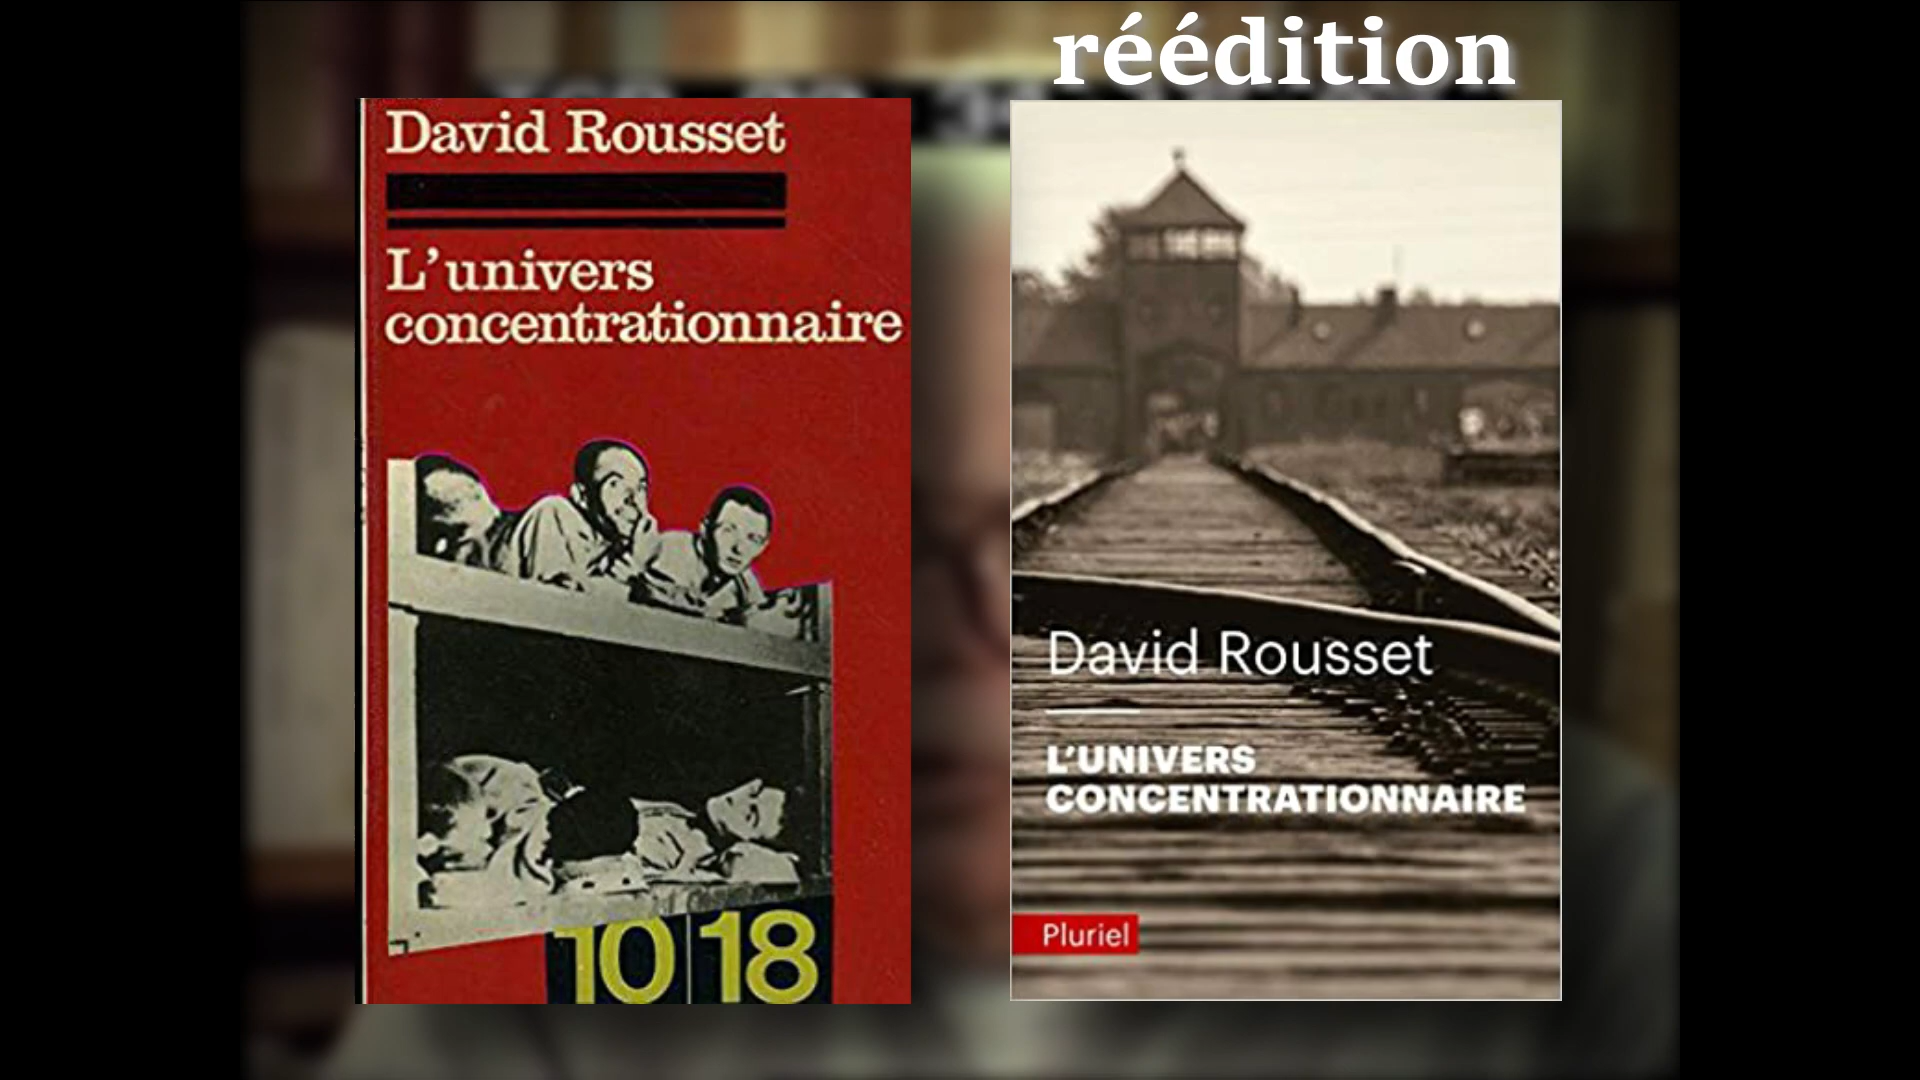 réédition
David Rousset
L'univers
concentrationnaire
10 18
David Rousset
L'UNIVERS
CONCENTRATIONNAIRE
Pluriel